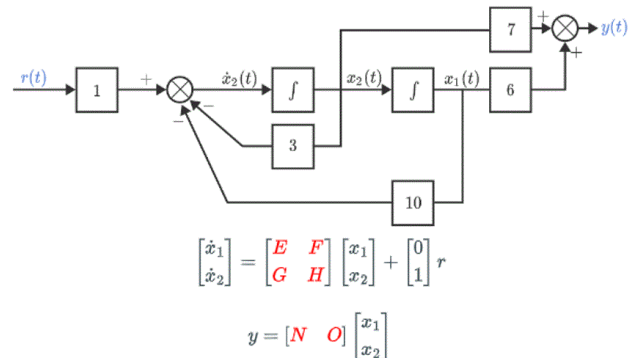 7
+
y(t)
r(t)
1
+
ẋ₂(t)
∫
x₂(t)
∫
x₁(t)
6
+
−
−
3
10
[ẋ₁ ẋ₂] = [E F G H] [x₁ x₂] + [0 1] r
y = [N O] [x₁ x₂]